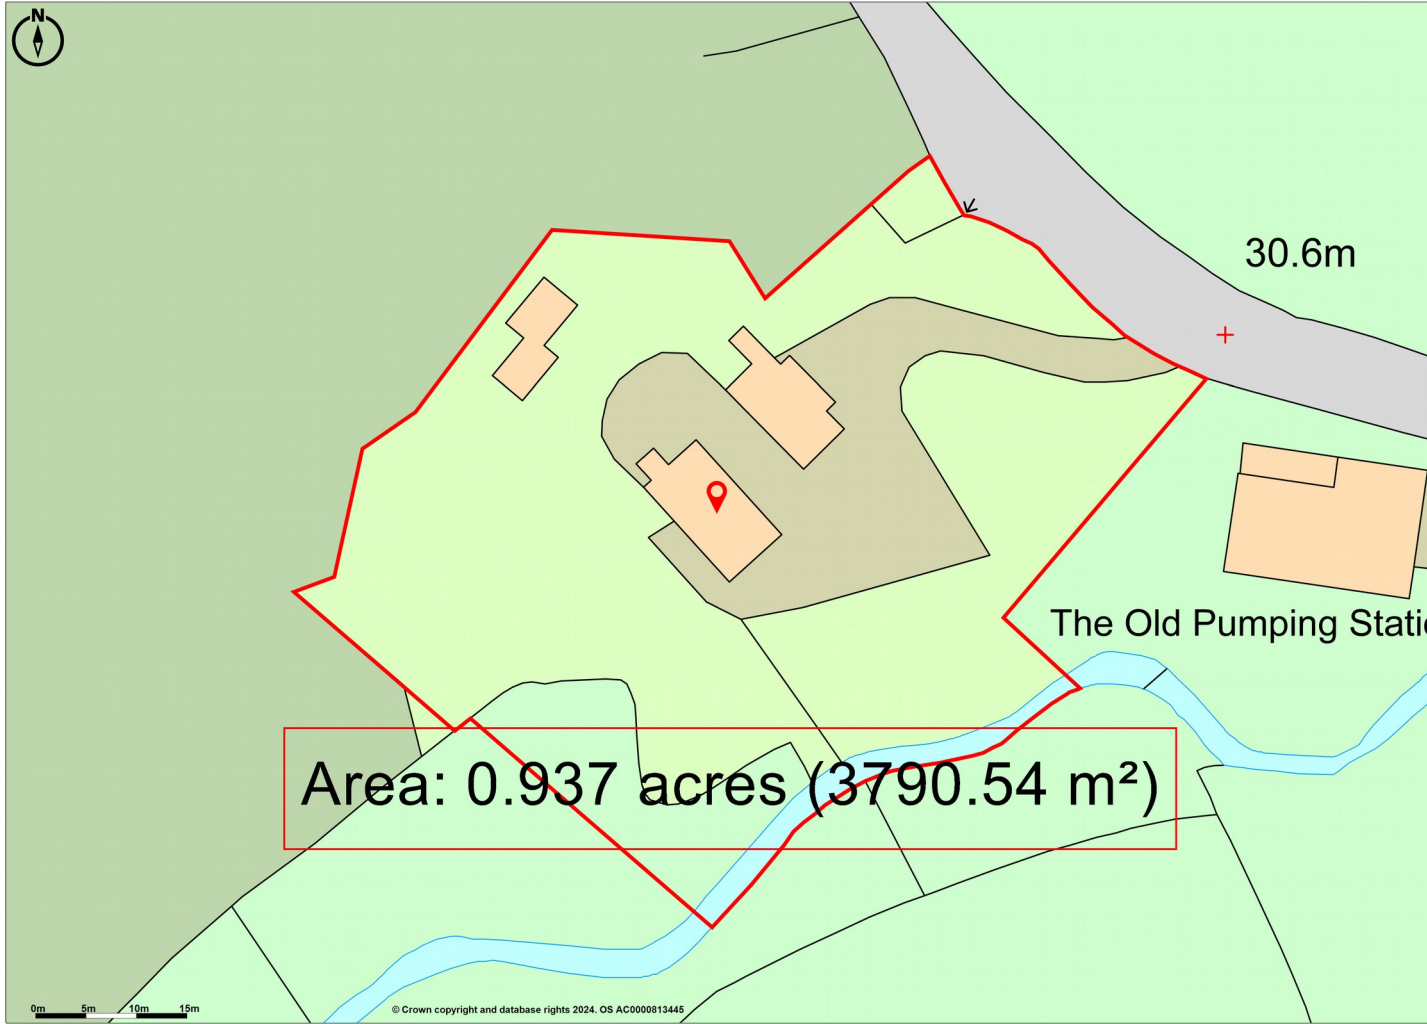 N
30.6m
The Old Pumping
Area: 0.937 acres (3790.54 m²)
0m 5m 10m 15m
© Crown copyright and database rights 2024. OS AC0000813445